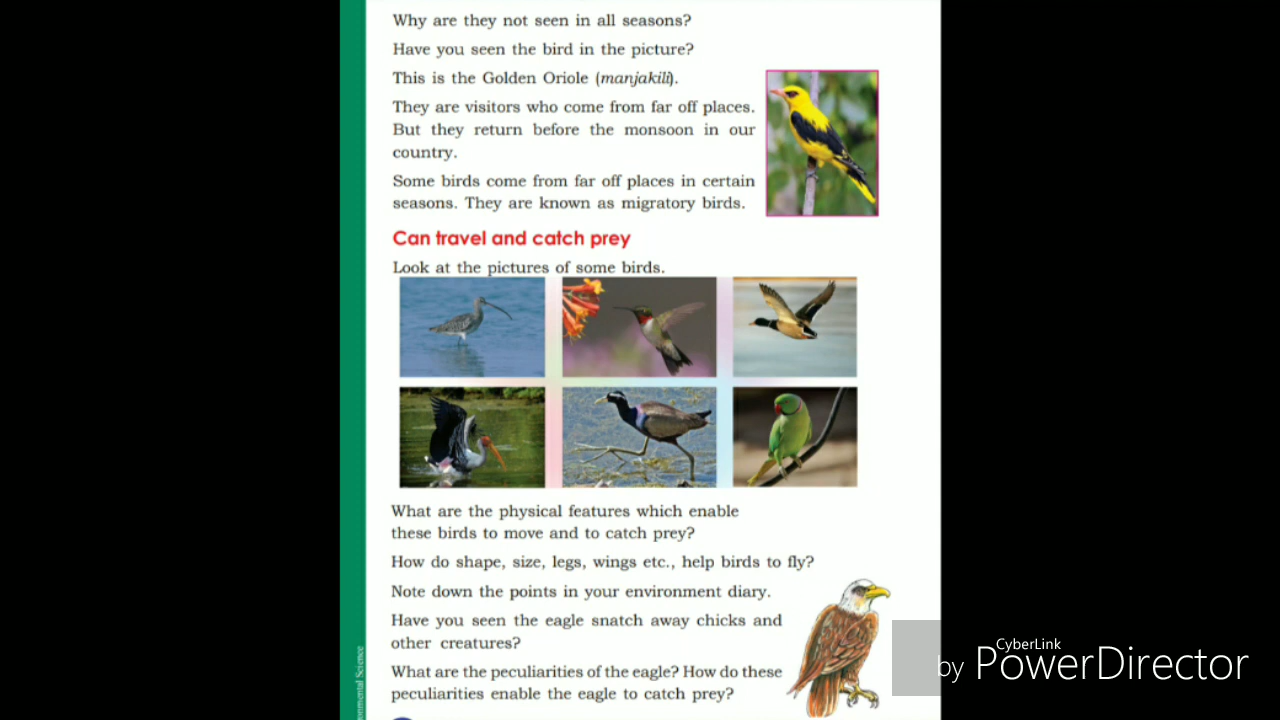 Why are they not seen in all seasons?
Have you seen the bird in the picture?
This is the Golden Oriole (manjakili).
They are visitors who come from far off places.
But they return before the monsoon in our
country.
Some birds come from far off places in certain
seasons. They are known as migratory birds.
Can travel and catch prey
Look at the pictures of some birds.
What are the physical features which enable
these birds to move and to catch prey?
How do shape, size, legs, wings etc., help birds to fly?
Note down the points in your environment diary.
Have you seen the eagle snatch away chicks and
other creatures?
What are the peculiarities of the eagle? How do these
peculiarities enable the eagle to catch prey?
Science
by CyberLink PowerDirector